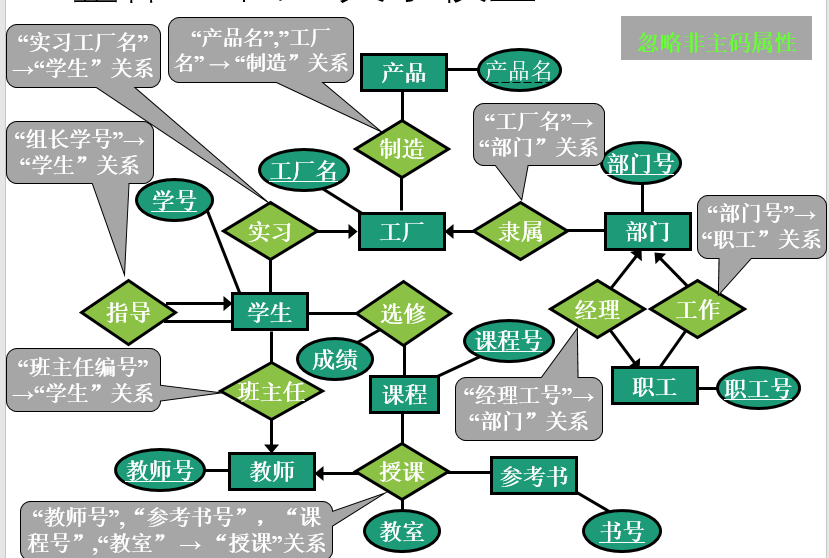 忽略非主码属性
“实习工厂名”
→“学生”关系
“产品名”,”工厂
名” → “制造”关系
产品
产品名
“组长学号”→
“学生”关系
制造
“工厂名”→
“部门”关系
工厂名
部门号
学号
“部门号”→
“职工”关系
实习
工厂
隶属
部门
指导
学生
选修
经理
工作
课程号
成绩
“班主任编号”
→“学生”关系
班主任
课程
“经理工号”→
“部门”关系
职工
职工号
教师号
教师
授课
参考书
“教师号”,“参考书号”，“课
程号”,“教室” → “授课”关系
教室
书号